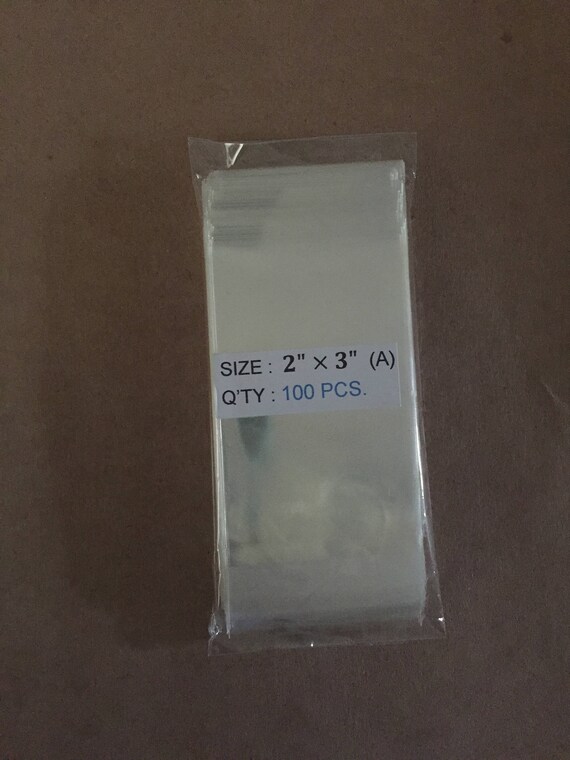 SIZE : 2" × 3" (A)
Q'TY : 100 PCS.